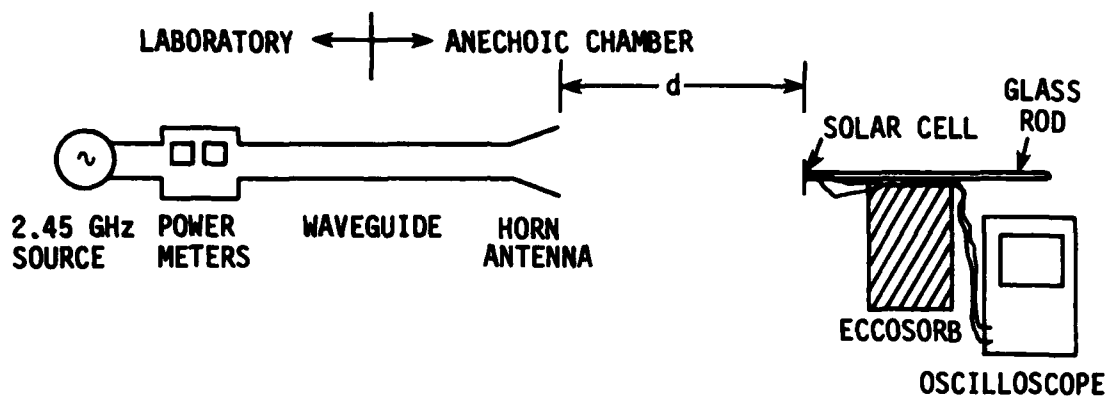 LABORATORY
ANECHOIC CHAMBER
d
GLASS
ROD
SOLAR CELL
~
2.45 GHz
SOURCE
POWER
METERS
WAVEGUIDE
HORN
ANTENNA
ECCOSORB
OSCILLOSCOPE